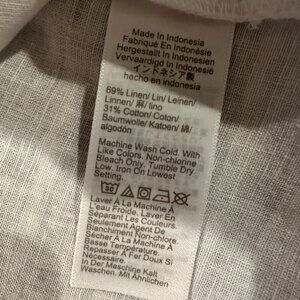 Made In Indonesia
Fabriqué En Indonésie
Hergestellt In Indonesien
Vervaardigd In Indonesië
インドネシア製
hecho en indonesia
69% Linen/ Lin/ Leinen/
Linnen/ 麻/ lino
31% Cotton/ Coton/
Baumwolle/ Katoen/ 綿/
algodón
Machine Wash Cold. With
Like Colors. Non-chlorine
Bleach Only. Tumble Dry
Low. Iron On Lowest
Setting.
Laver À La Machine À
L'eau Froide. Laver En
Séparant Les Couleurs.
Seulement Agent De
Blanchiment Non-chlore.
Sécher À La Machine À
Basse Température.
Repasser À Fer Doux Si
Nécessaire.
In Der Maschine Kalt
Waschen. Mit Ähnlichen